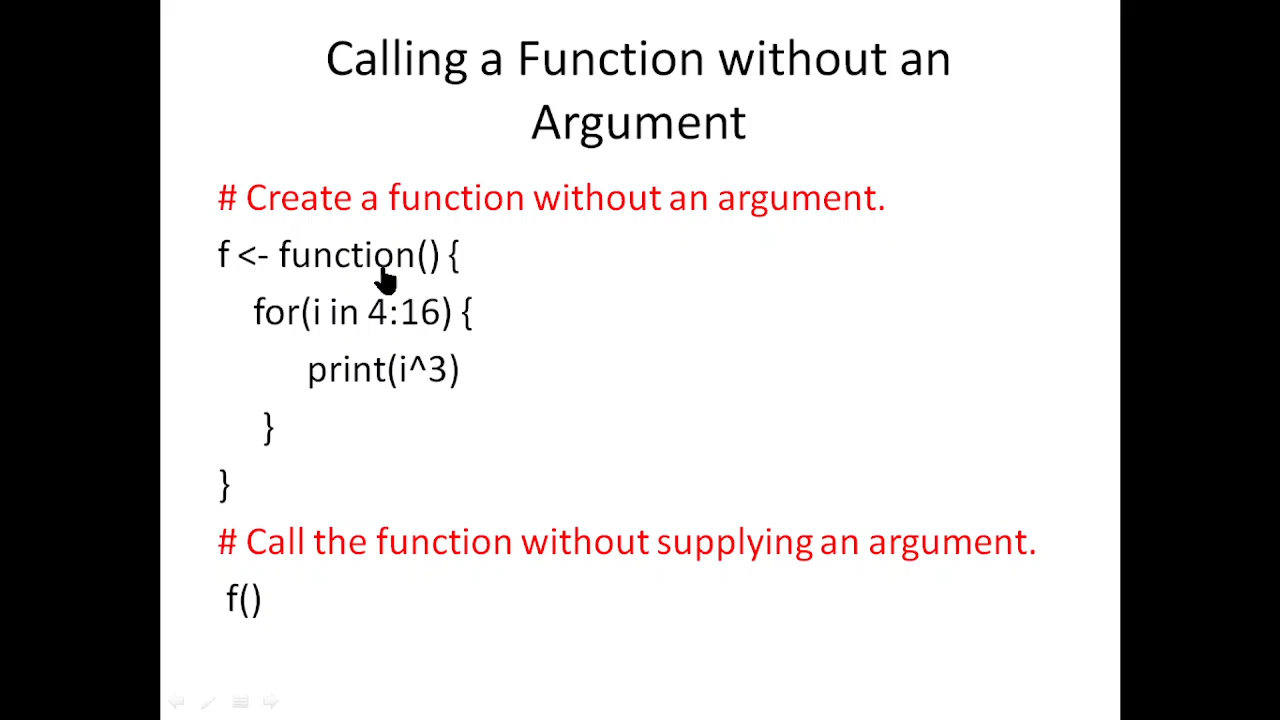 Calling a Function without an
Argument
# Create a function without an argument.
f <- function() {
for(i in 4:16) {
print(i^3)
}
}
# Call the function without supplying an argument.
f()